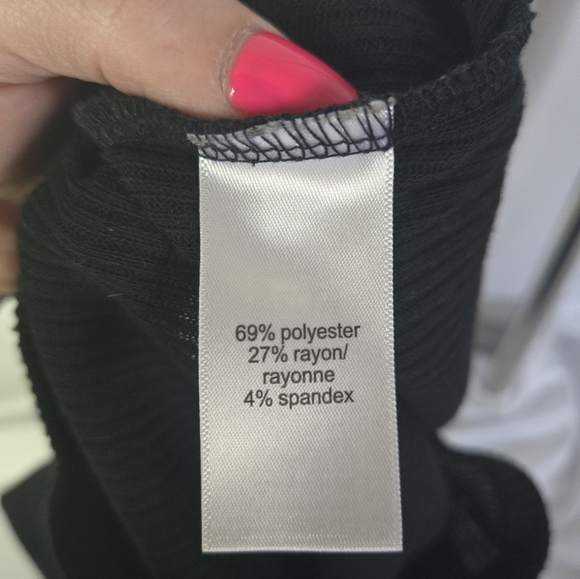 69% polyester
27% rayon/
rayonne
4% spandex